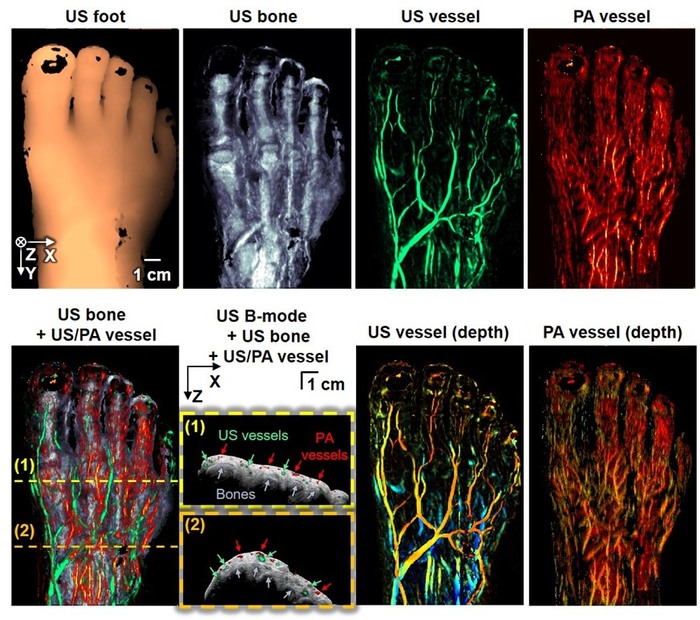 US foot
US bone
US vessel
PA vessel
⊗
Z X
Y
1 cm
US bone
+ US/PA vessel
US B-mode
+ US bone
+ US/PA vessel
US vessel (depth)
PA vessel (depth)
X
Z
1 cm
(1)
(2)
(1)
US vessels
PA
vessels
Bones
(2)